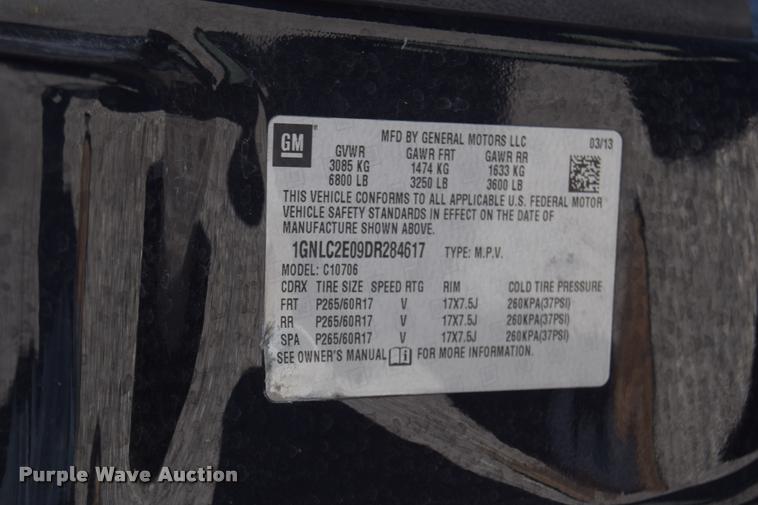 GM
MFD BY GENERAL MOTORS LLC 03/13
GVWR GAWR FRT GAWR RR
3085 KG 1474 KG 1633 KG
6800 LB 3250 LB 3600 LB
THIS VEHICLE CONFORMS TO ALL APPLICABLE U.S. FEDERAL MOTOR
VEHICLE SAFETY STANDARDS IN EFFECT ON THE DATE OF
MANUFACTURE SHOWN ABOVE.
1GNLC2E09DR284617 TYPE: M.P.V.
MODEL: C10706
CDRX TIRE SIZE SPEED RTG RIM COLD TIRE PRESSURE
FRT P265/60R17 V 17X7.5J 260KPA(37PSI)
RR P265/60R17 V 17X7.5J 260KPA(37PSI)
SPA P265/60R17 V 17X7.5J 260KPA(37PSI)
SEE OWNER'S MANUAL FOR MORE INFORMATION.
Purple Wave Auction